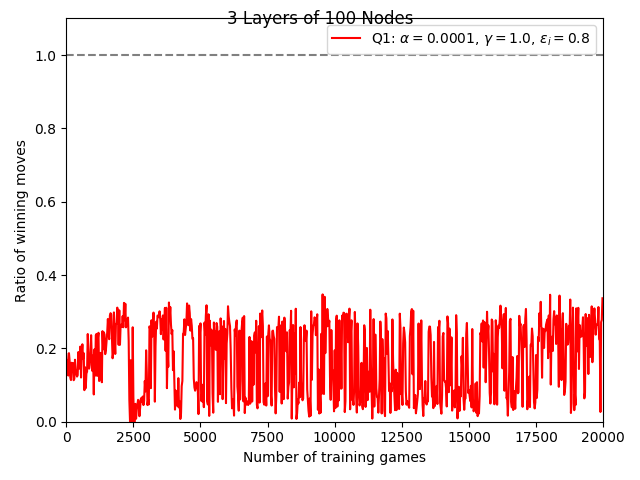 3 Layers of 100 Nodes
Q1: α = 0.0001, γ = 1.0, εᵢ = 0.8
1.0
0.8
0.6
0.4
0.2
0.0
Ratio of winning moves
0 2500 5000 7500 10000 12500 15000 17500 20000
Number of training games